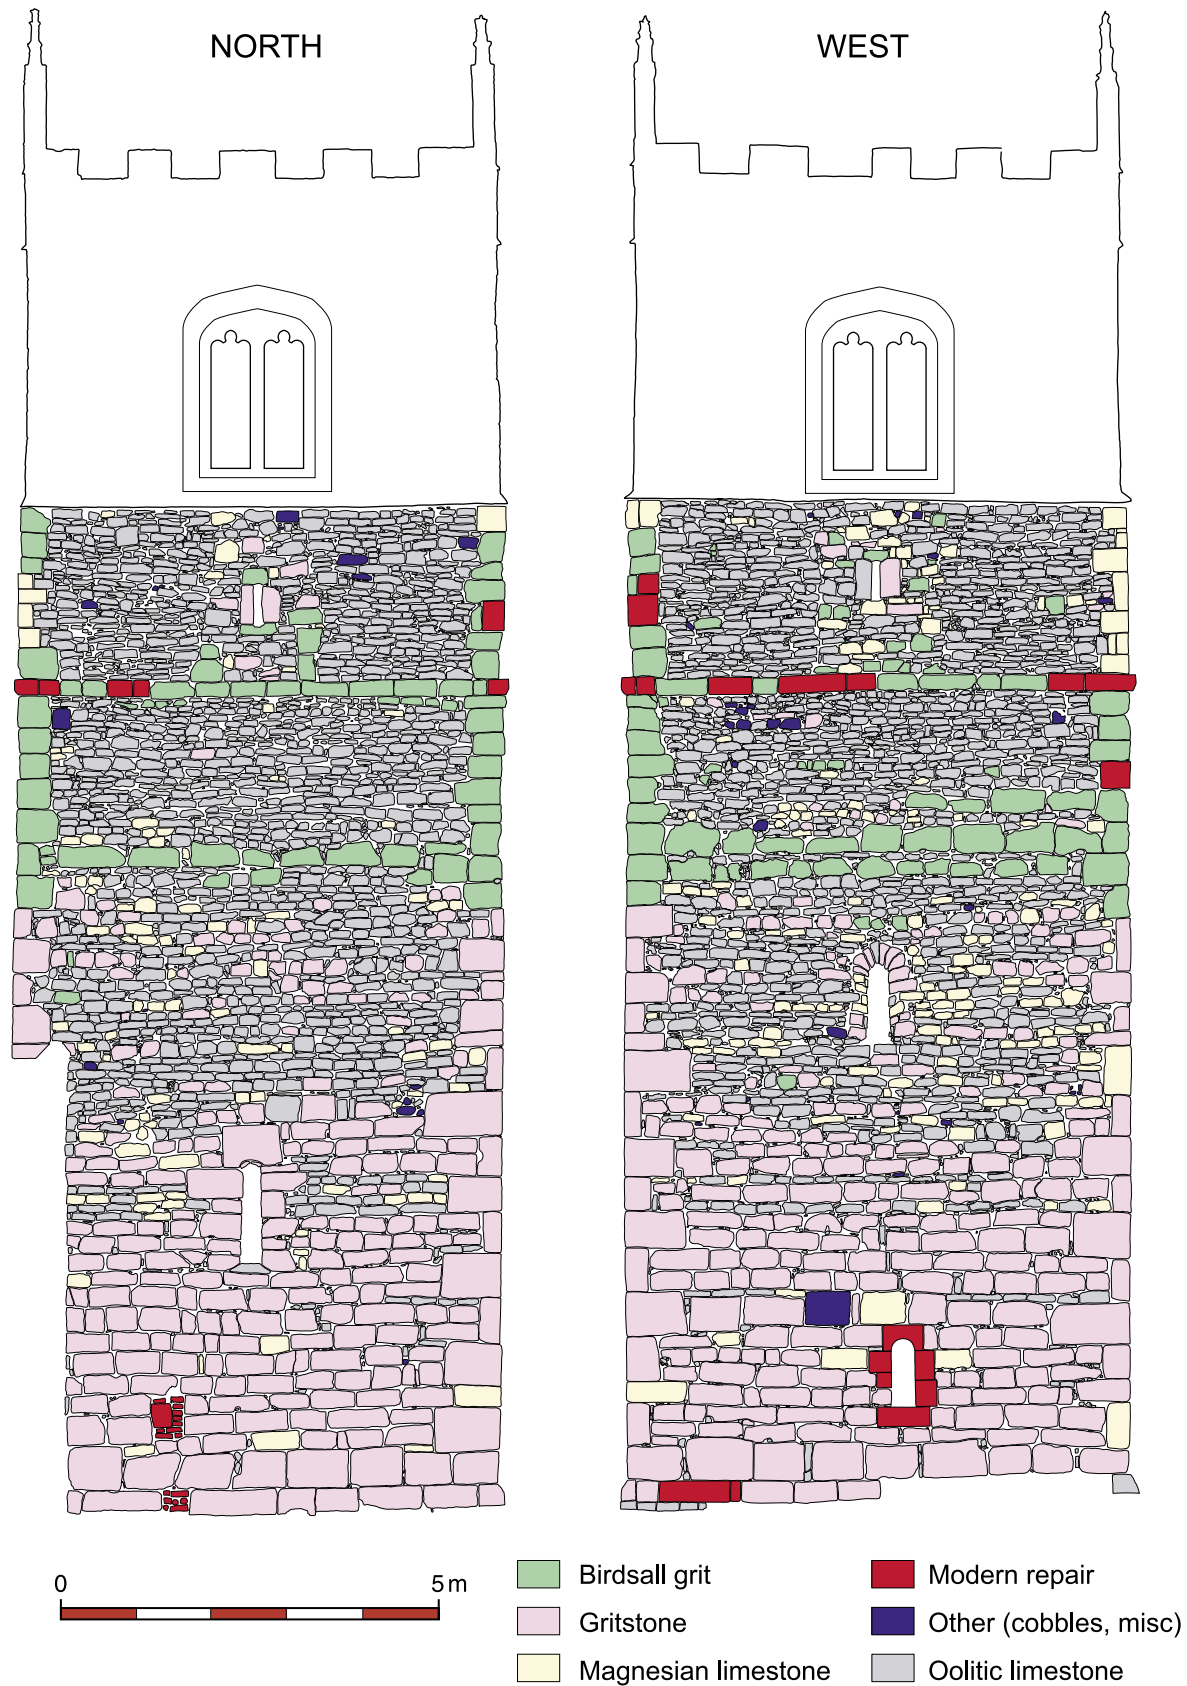 NORTH
WEST
0 5 m
Birdsall grit
Gritstone
Magnesian limestone
Modern repair
Other (cobbles, misc)
Oolitic limestone